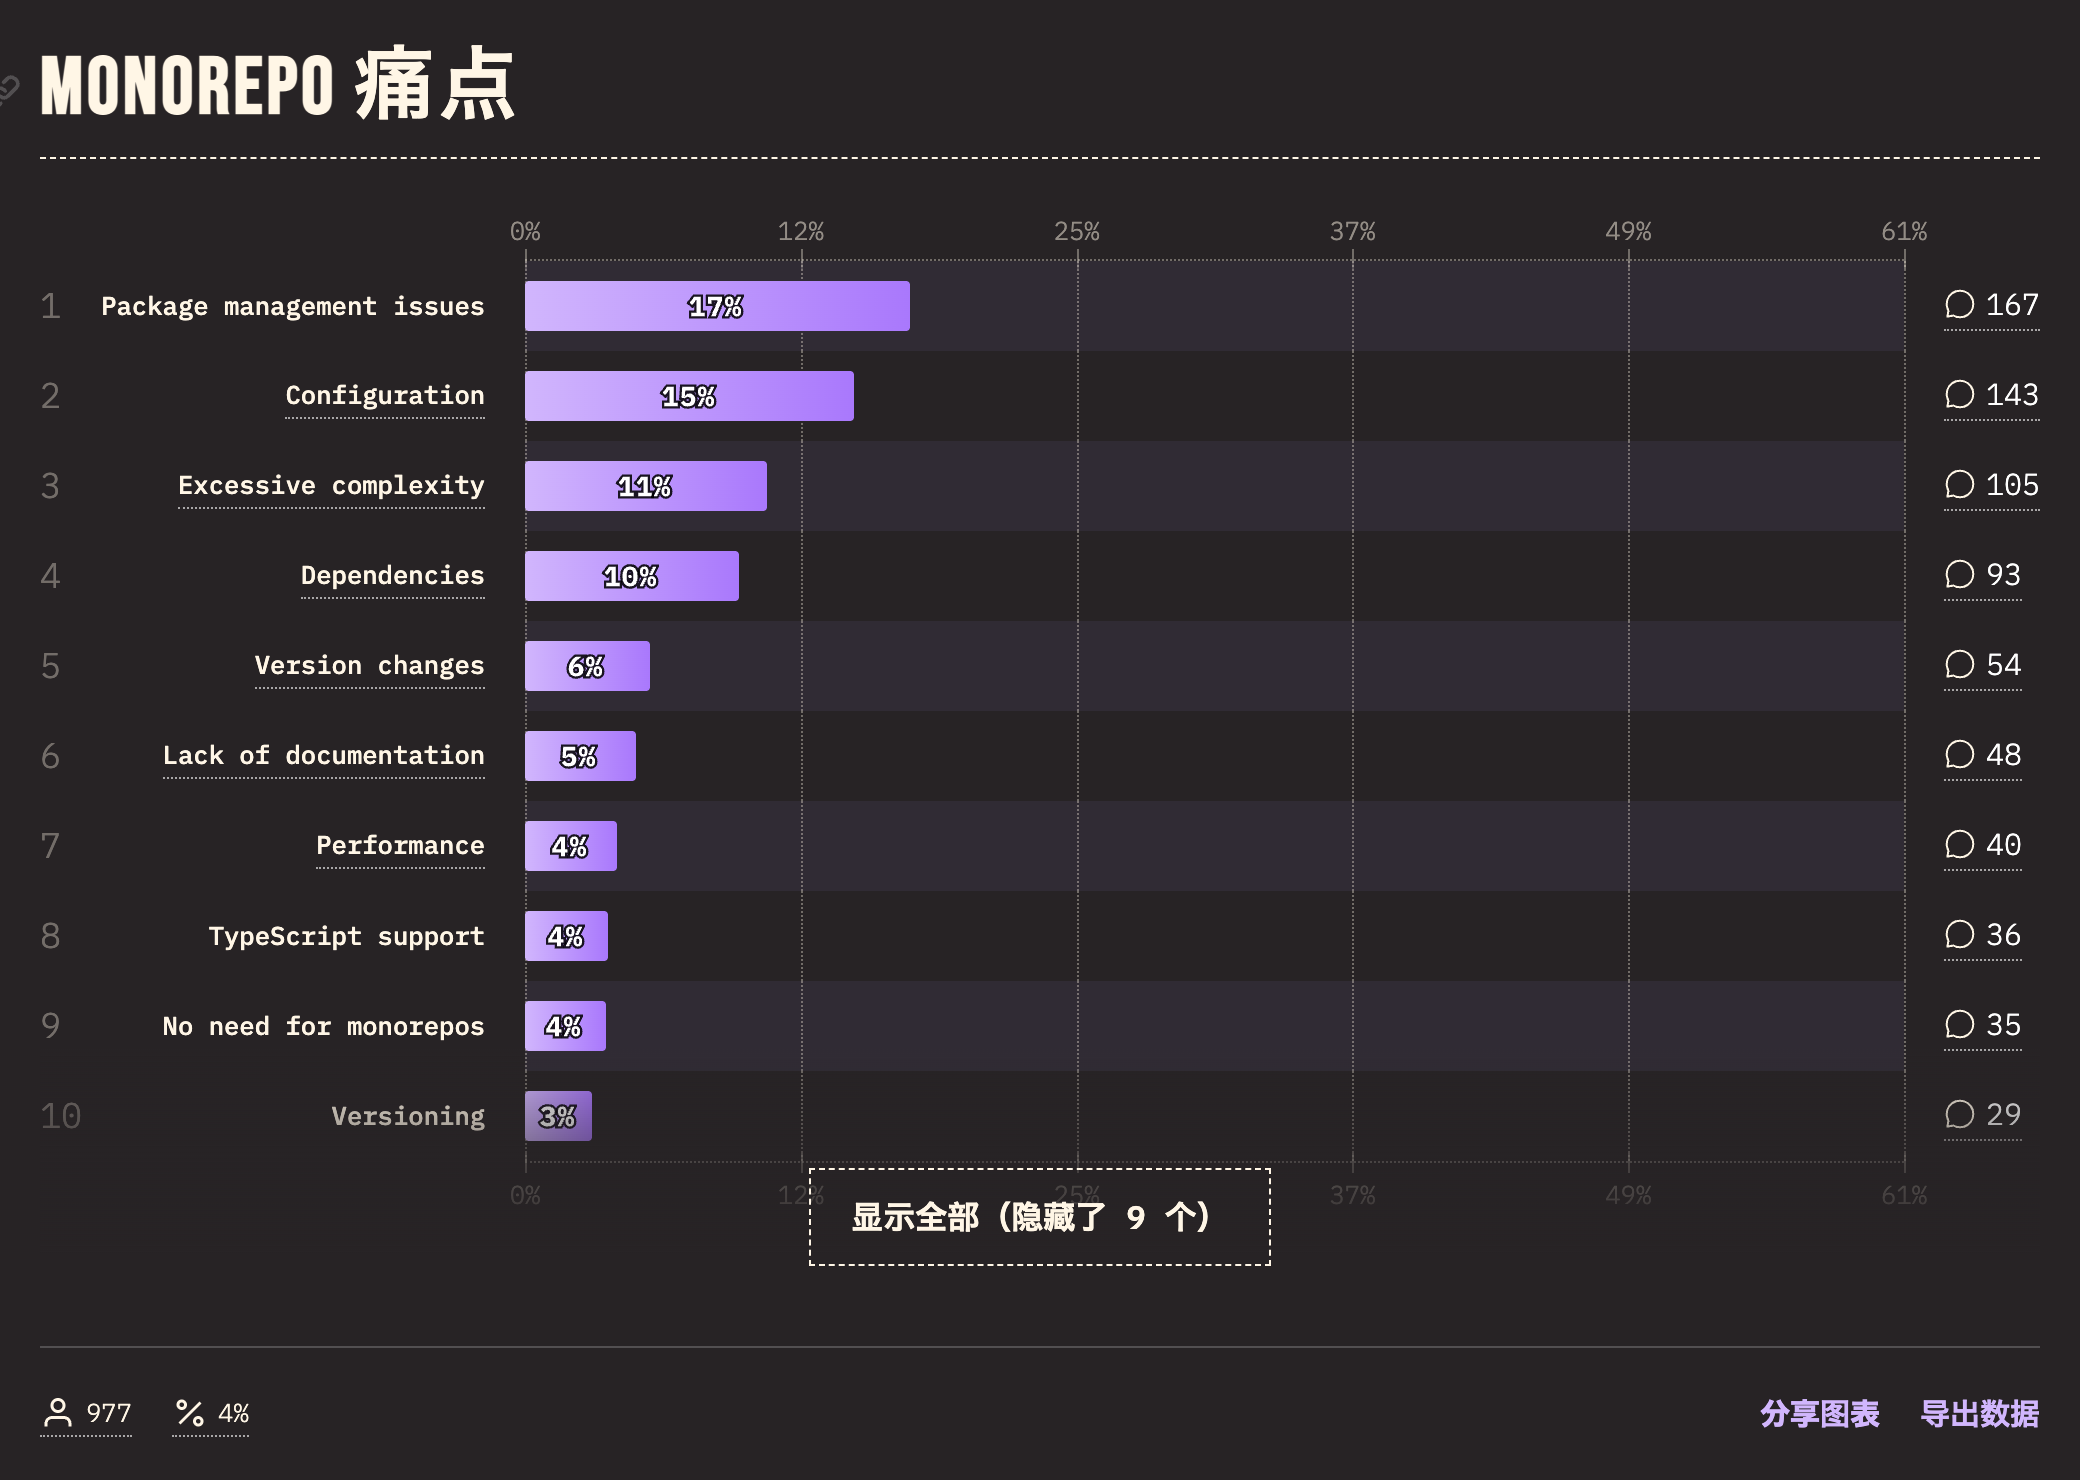 MONOREPO 痛点
0% 12% 25% 37% 49% 61%
1 Package management issues 17% 167
2 Configuration 15% 143
3 Excessive complexity 11% 105
4 Dependencies 10% 93
5 Version changes 6% 54
6 Lack of documentation 5% 48
7 Performance 4% 40
8 TypeScript support 4% 36
9 No need for monorepos 4% 35
10 Versioning 3% 29
0% 12% 25% 37% 49% 61%
显示全部（隐藏了 9 个）
977 4% 分享图表 导出数据